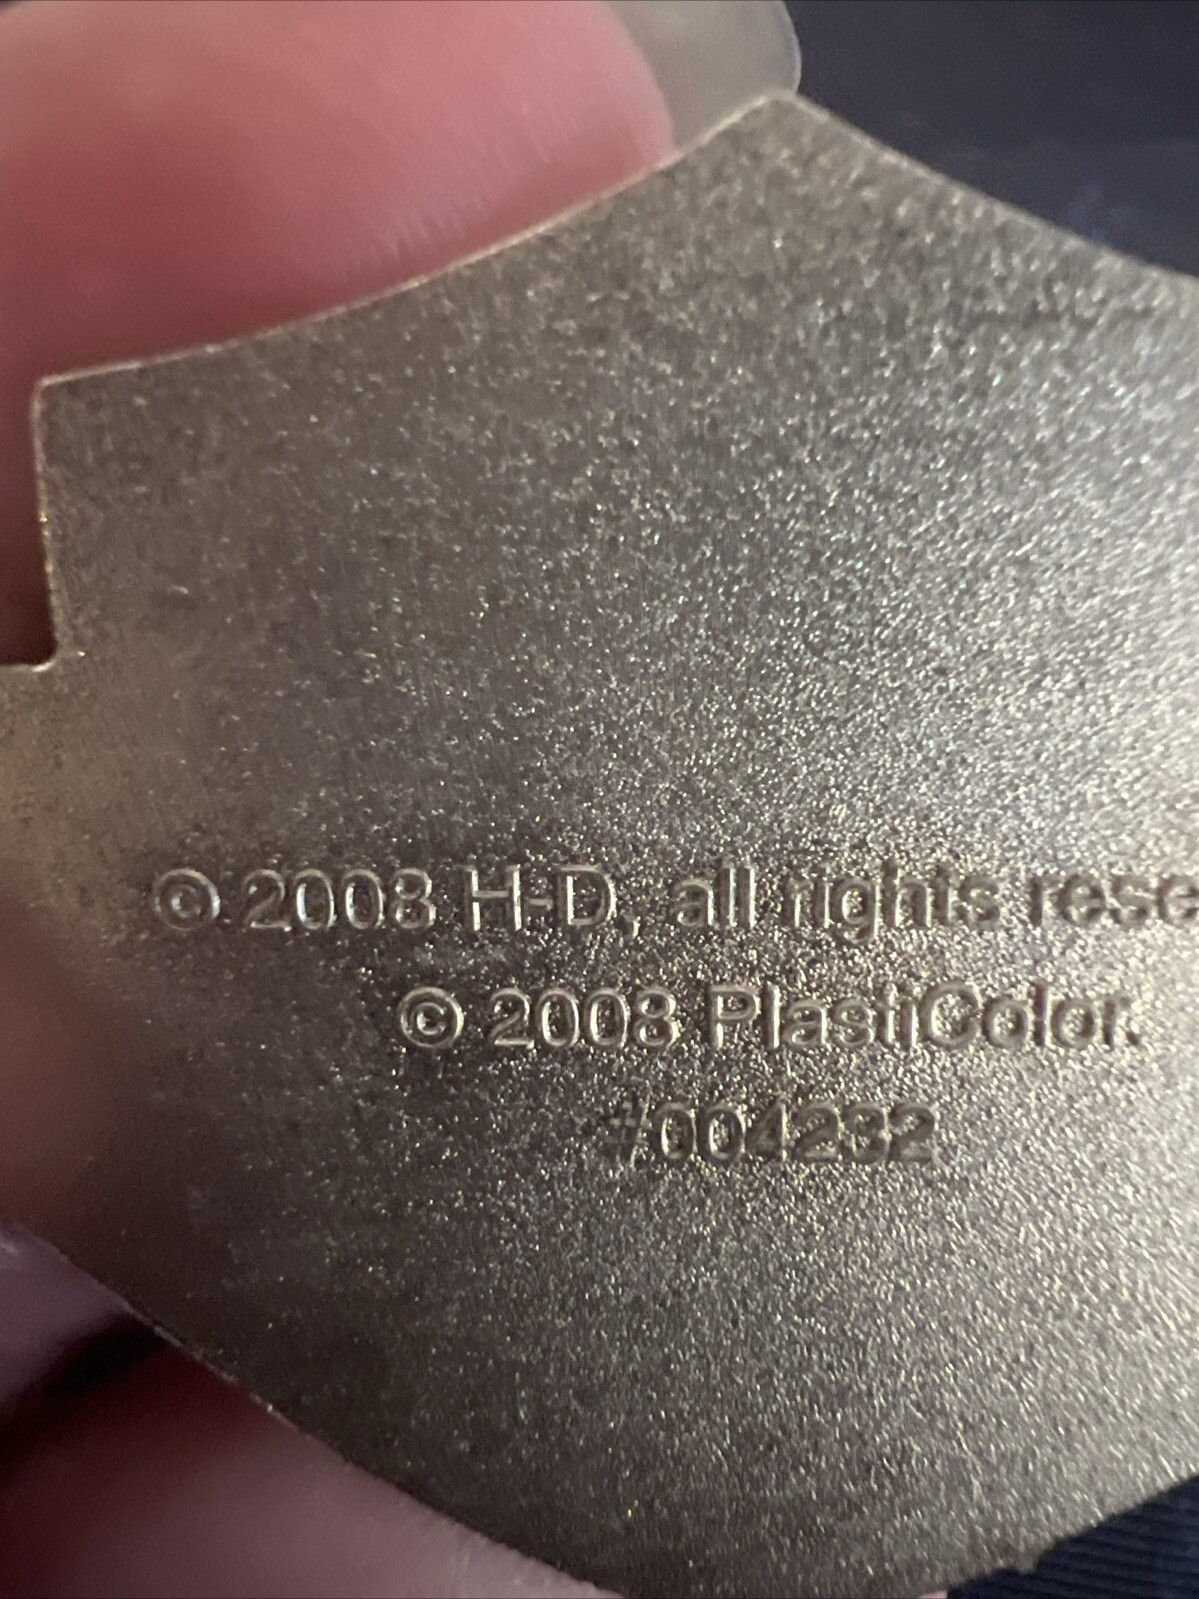 © 2008 H-D, all rights rese
© 2008 PlastiColor.
#004232